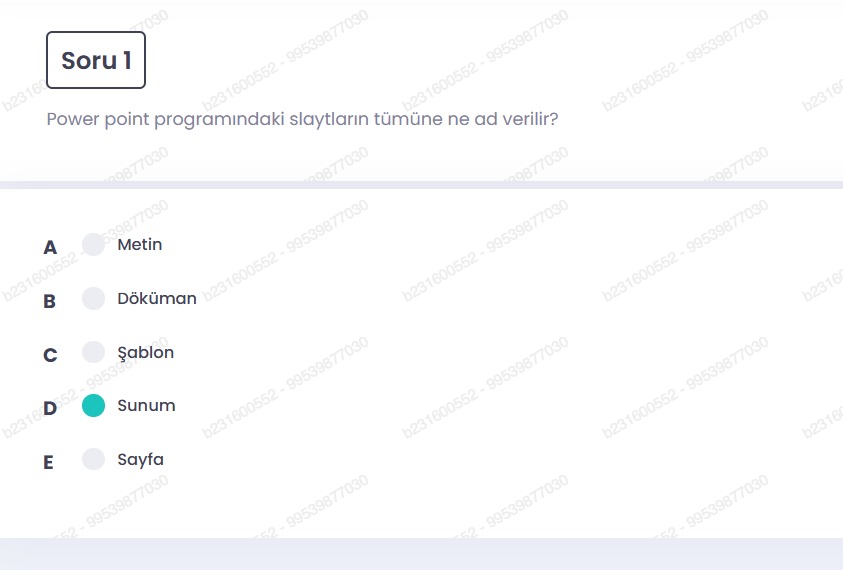 Soru 1
Power point programındaki slaytların tümüne ne ad verilir?
A Metin
B Döküman
C Şablon
D Sunum
E Sayfa
b231600552 - 99539877030